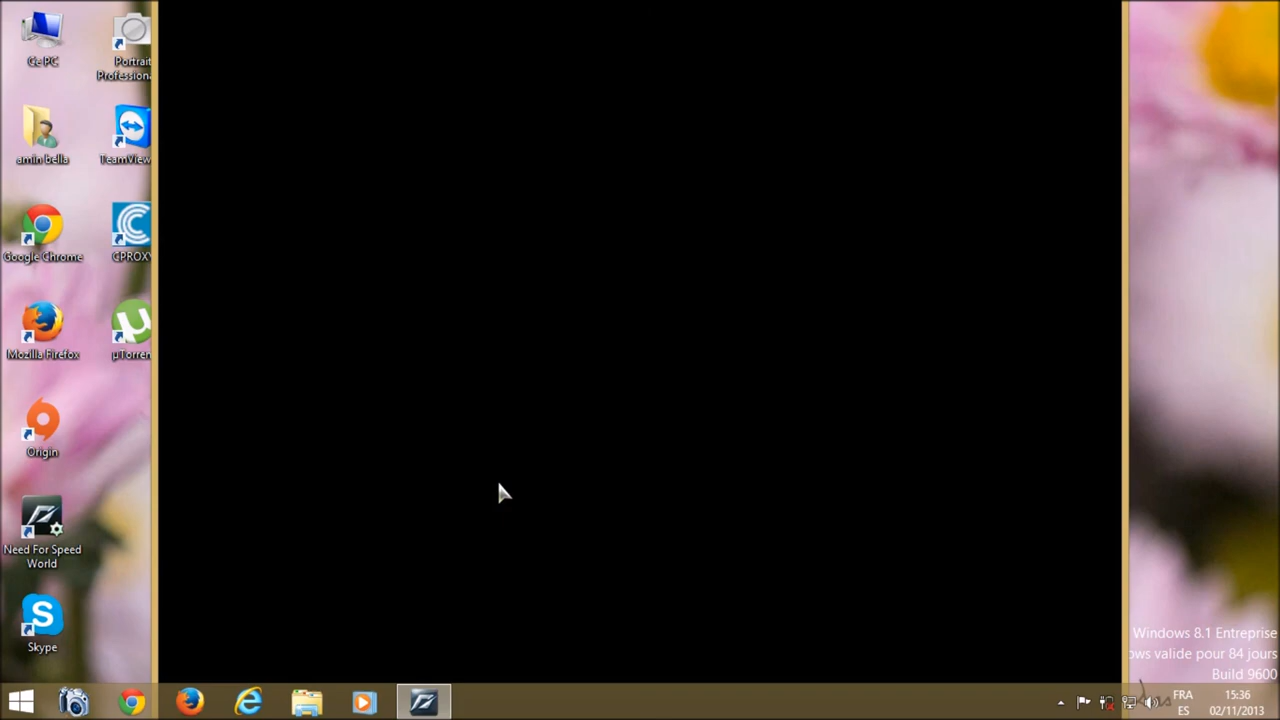 Ce PC
Portrait
Professiona
amin bella
TeamView
Google Chrome
CPROXY
Mozilla Firefox
µTorren
Origin
Need For Speed
World
Skype
Windows 8.1 Entreprise
ows valide pour 84 jours
Build 9600
FRA
15:36
ES
02/11/2013